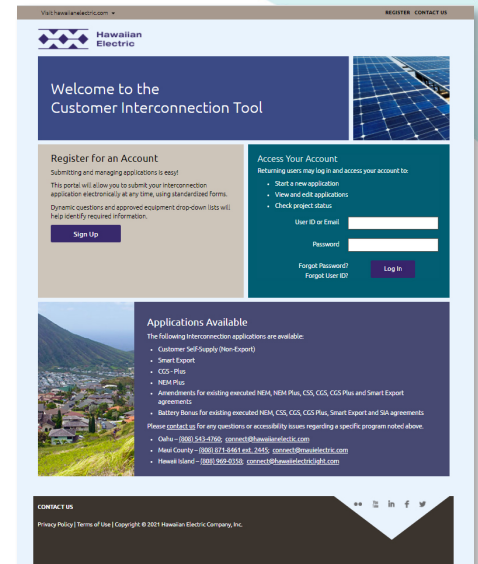 Visit hawaiianelectric.com
REGISTER CONTACT US
Hawaiian
Electric
Welcome to the
Customer Interconnection Tool
Register for an Account
Submitting and managing applications is easy!
This portal will allow you to submit your interconnection
application electronically at any time, using standardized forms.
Dynamic questions and approved equipment drop-down lists will
help identify required information.
Sign Up
Access Your Account
Returning users may log in and access your account to:
• Start a new application
• View and edit applications
• Check project status
User ID or Email
Password
Forgot Password?
Forgot User ID?
Log In
Applications Available
The following Interconnection applications are available:
• Customer Self-Supply (Non-Export)
• Smart Export
• CGS - Plus
• NEM Plus
• Amendments for existing executed NEM, NEM Plus, CSS, CGS, CGS Plus and Smart Export
agreements
• Battery Bonus for existing executed NEM, CSS, CGS, CGS Plus, Smart Export and SIA agreements
Please contact us for any questions or accessibility issues regarding a specific program noted above.
• Oahu – (808) 543-4760; connect@hawaiianelectic.com
• Maui County – (808) 871-8461 ext. 2445; connect@mauielectric.com
• Hawaii Island – (808) 969-0358; connect@hawaiielectriclight.com
CONTACT US
Privacy Policy | Terms of Use | Copyright © 2021 Hawaiian Electric Company, Inc.